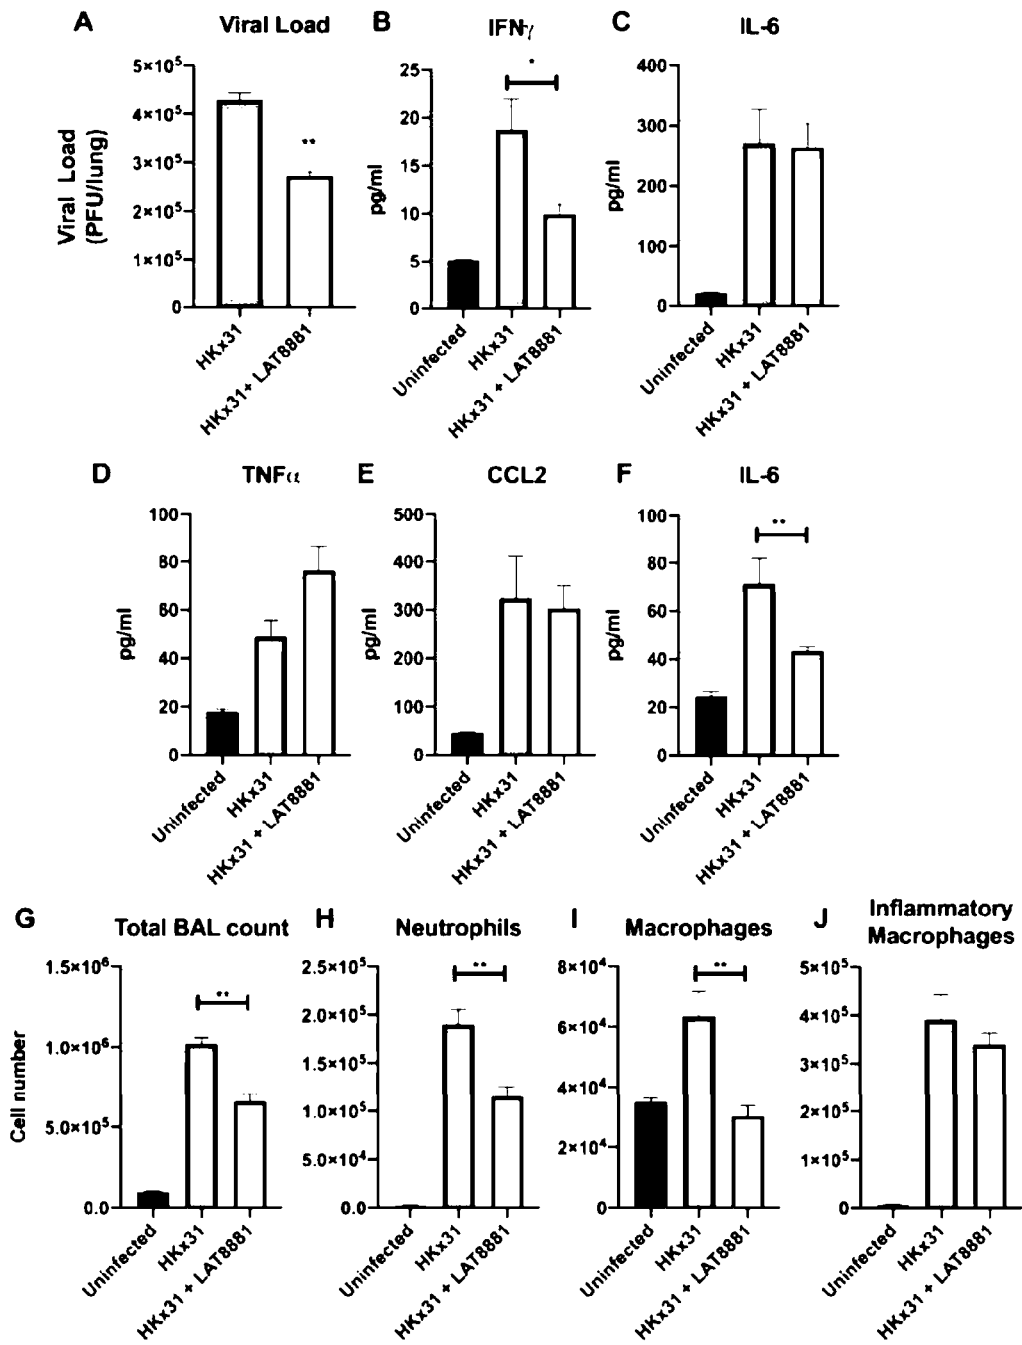 A Viral Load
Viral Load
(PFU/lung)
5×10⁵
4×10⁵
3×10⁵
2×10⁵
1×10⁵
0
**
HKx31
HKx31+ LAT8881
B IFNγ
pg/ml
25
20
15
10
5
0
*
Uninfected
HKx31
HKx31 + LAT8881
C IL-6
pg/ml
400
300
200
100
0
Uninfected
HKx31
HKx31 + LAT8881
D TNFα
pg/ml
100
80
60
40
20
0
Uninfected
HKx31
HKx31 + LAT8881
E CCL2
pg/ml
500
400
300
200
100
0
Uninfected
HKx31
HKx31 + LAT8881
F IL-6
pg/ml
100
80
60
40
20
0
**
Uninfected
HKx31
HKx31 + LAT8881
G Total BAL count
Cell number
1.5×10⁶
1.0×10⁶
5.0×10⁵
0.0
**
Uninfected
HKx31
HKx31 + LAT8881
H Neutrophils
2.5×10⁵
2.0×10⁵
1.5×10⁵
1.0×10⁵
5.0×10⁴
0.0
**
Uninfected
HKx31
HKx31 + LAT8881
I Macrophages
8×10⁴
6×10⁴
4×10⁴
2×10⁴
0
**
Uninfected
HKx31
HKx31 + LAT8881
J Inflammatory
Macrophages
5×10⁵
4×10⁵
3×10⁵
2×10⁵
1×10⁵
0
Uninfected
HKx31
HKx31 + LAT8881